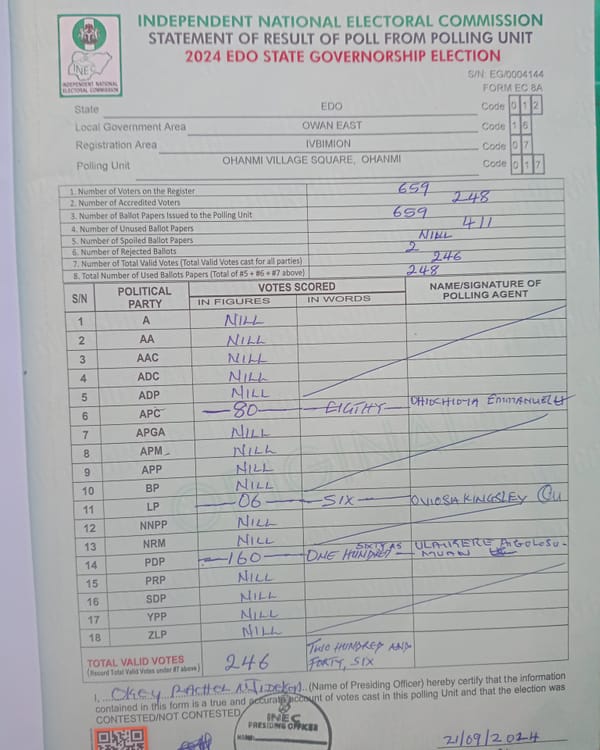 INDEPENDENT NATIONAL ELECTORAL COMMISSION
STATEMENT OF RESULT OF POLL FROM POLLING UNIT
2024 EDO STATE GOVERNORSHIP ELECTION
INEC
INDEPENDENT NATIONAL
ELECTORAL COMMISSION
S/N: EG/0004144
FORM EC 8A
State EDO Code 0 1 2
Local Government Area OWAN EAST Code 1 6
Registration Area IVBIMION Code 0 7
Polling Unit OHANMI VILLAGE SQUARE, OHANMI Code 0 1 7
1. Number of Voters on the Register 659
2. Number of Accredited Voters 248
3. Number of Ballot Papers Issued to the Polling Unit 659
4. Number of Unused Ballot Papers 411
5. Number of Spoiled Ballot Papers NILL
6. Number of Rejected Ballots 2
7. Number of Total Valid Votes (Total Valid Votes cast for all parties) 246
8. Total Number of Used Ballots Papers (Total of #5 + #6 + #7 above) 248
S/N POLITICAL PARTY VOTES SCORED NAME/SIGNATURE OF POLLING AGENT
IN FIGURES IN WORDS
1 A NILL
2 AA NILL
3 AAC NILL
4 ADC NILL
5 ADP NILL
6 APC 80 EIGTHY EMMANUEL
7 APGA NILL
8 APM NILL
9 APP NILL
10 BP NILL
11 LP 06 SIX OVIOSA KINGSLEY
12 NNPP NILL
13 NRM NILL
14 PDP 160 ONE HUNDRED SIXTY
15 PRP NILL
16 SDP NILL
17 YPP NILL
18 ZLP NILL
TOTAL VALID VOTES 246 TWO HUNDRED AND
(Record Total Valid Votes under #7 above) FORTY, SIX
I, OKEY RACHEL (Name of Presiding Officer) hereby certify that the information
contained in this form is a true and accurate account of votes cast in this polling Unit and that the election was
CONTESTED/NOT CONTESTED
INEC
PRESIDING OFFICER
21/09/2024